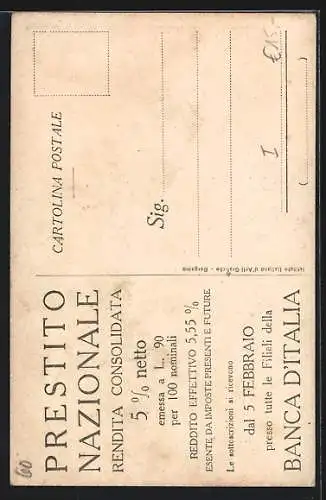 PRESTITO
NAZIONALE
RENDITA CONSOLIDATA
5 % netto
emessa a L. 90
per 100 nominali
REDDITO EFFETTIVO 5,55 %
ESENTE DA IMPOSTE PRESENTI E FUTURE
Le sottoscrizioni si ricevono
dal 5 FEBBRAIO
presso tutte le Filiali della
BANCA D'ITALIA
Istituto Italiano d'Arti Grafiche - Bergamo
CARTOLINA POSTALE
Sig.
I
€15.-
60